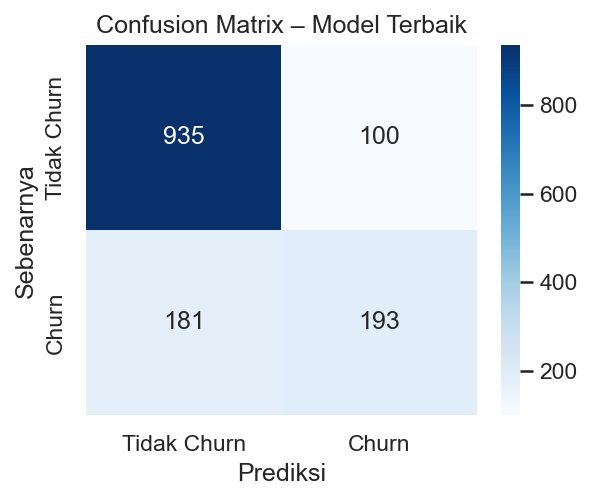 Confusion Matrix – Model Terbaik
Sebenarnya
Tidak Churn
Churn
935
100
181
193
Tidak Churn
Churn
Prediksi
800
600
400
200